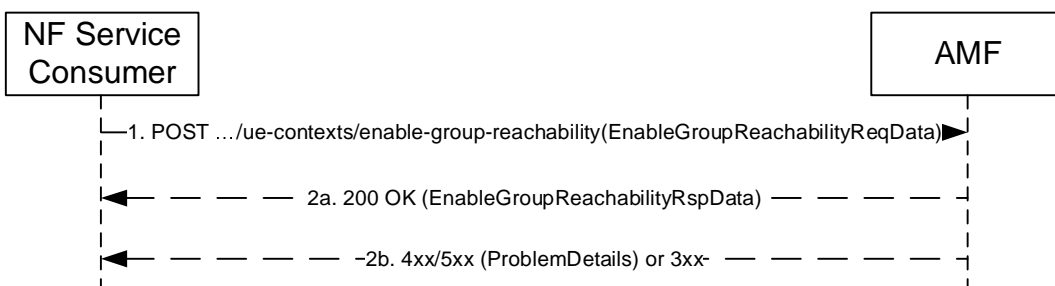 NF Service
Consumer
AMF
1. POST …/ue-contexts/enable-group-reachability(EnableGroupReachabilityReqData)
2a. 200 OK (EnableGroupReachabilityRspData)
2b. 4xx/5xx (ProblemDetails) or 3xx